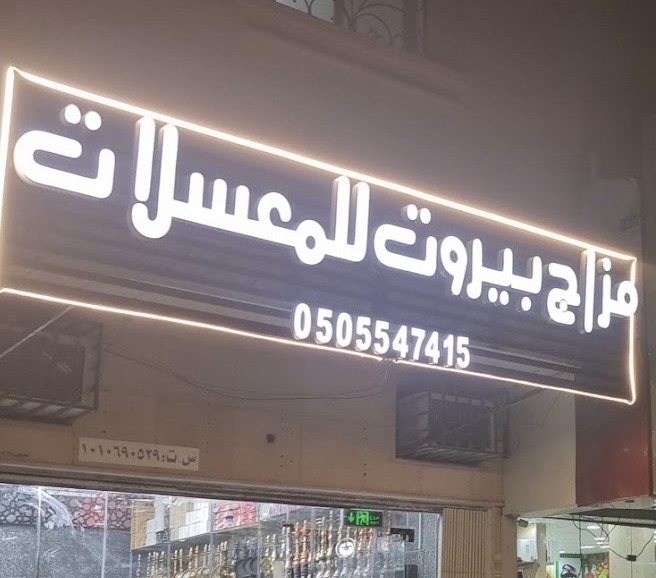 مزاج بيروت للمعسلات
0505547415
س.ت: ١٠١٠٦٩٠٥٢٩